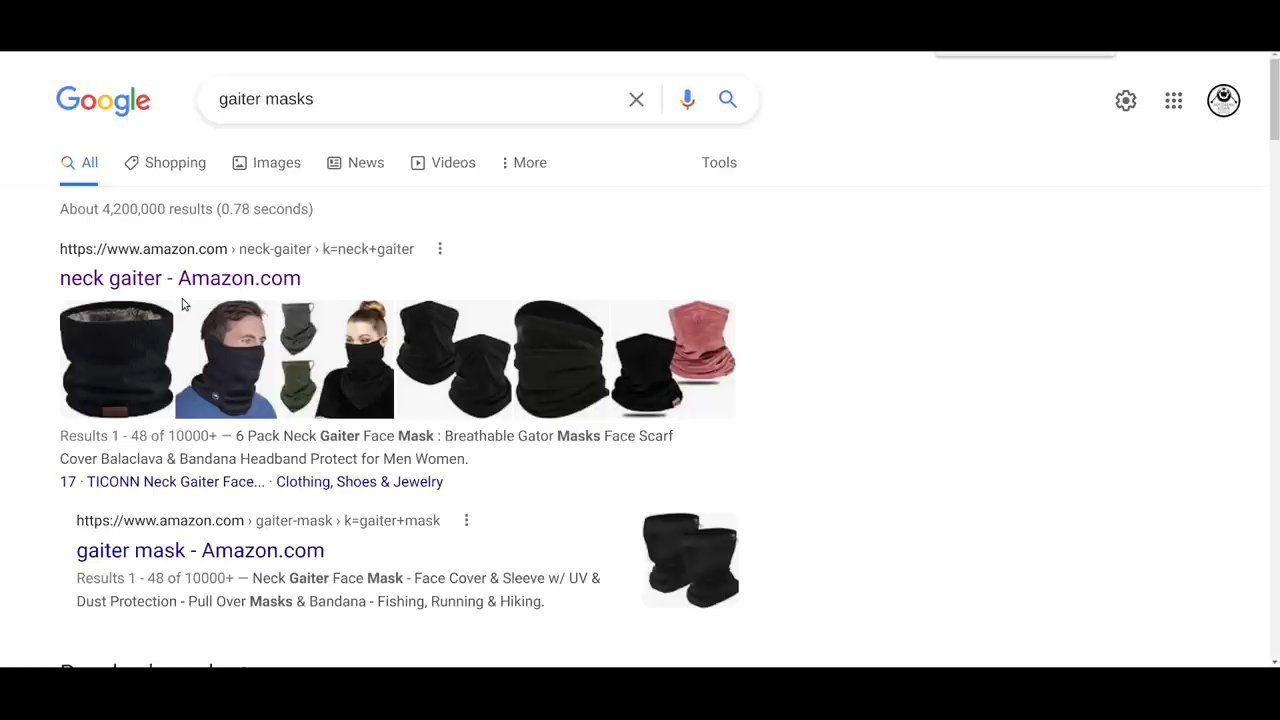 Google
gaiter masks
All
Shopping
Images
News
Videos
More
Tools
About 4,200,000 results (0.78 seconds)
https://www.amazon.com › neck-gaiter › k=neck+gaiter
neck gaiter - Amazon.com
Results 1 - 48 of 10000+ — 6 Pack Neck Gaiter Face Mask : Breathable Gator Masks Face Scarf
Cover Balaclava & Bandana Headband Protect for Men Women.
17 · TICONN Neck Gaiter Face... · Clothing, Shoes & Jewelry
https://www.amazon.com › gaiter-mask › k=gaiter+mask
gaiter mask - Amazon.com
Results 1 - 48 of 10000+ — Neck Gaiter Face Mask - Face Cover & Sleeve w/ UV &
Dust Protection - Pull Over Masks & Bandana - Fishing, Running & Hiking.